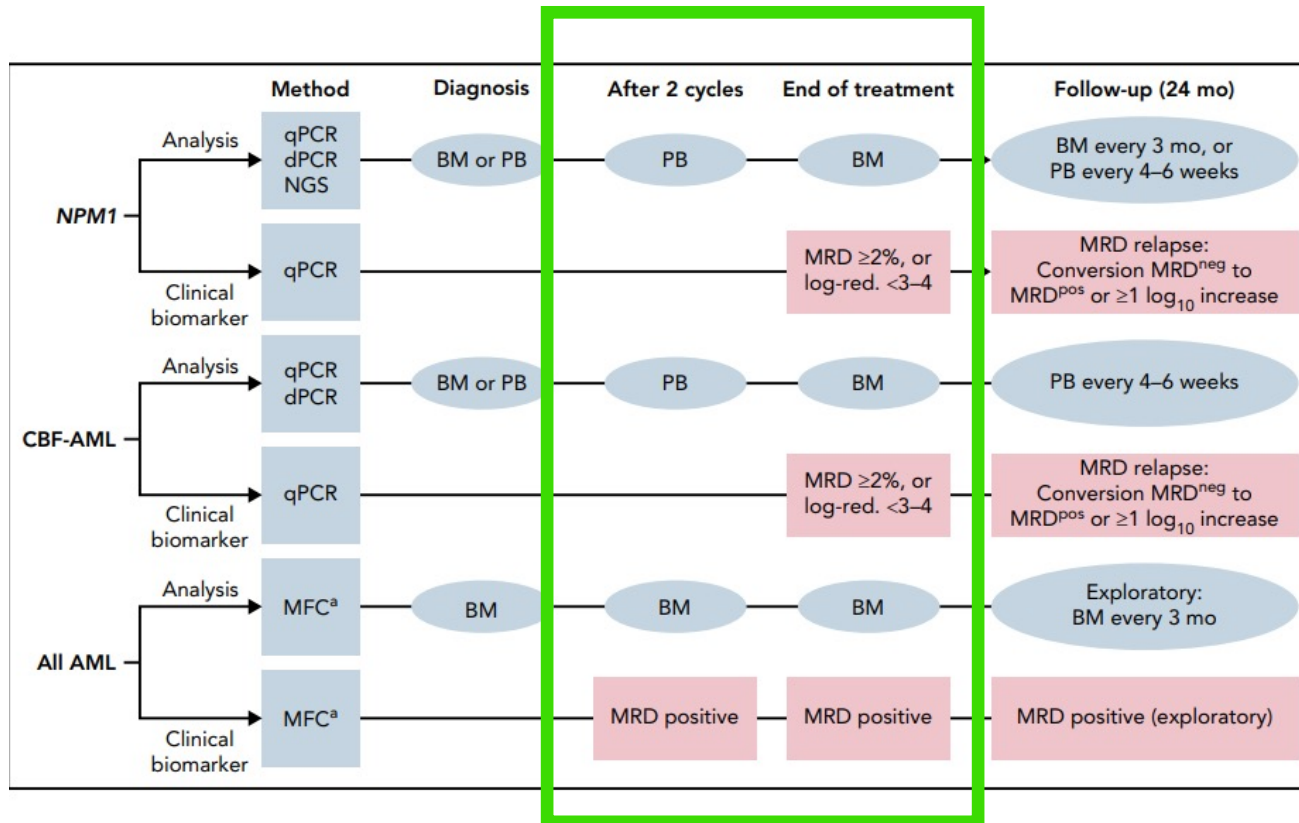 Method Diagnosis After 2 cycles End of treatment Follow-up (24 mo)
NPM1
Analysis
qPCR
dPCR
NGS
BM or PB
PB
BM
BM every 3 mo, or
PB every 4–6 weeks
Clinical
biomarker
qPCR
MRD ≥2%, or
log-red. <3–4
MRD relapse:
Conversion MRDneg to
MRDpos or ≥1 log10 increase
CBF-AML
Analysis
qPCR
dPCR
BM or PB
PB
BM
PB every 4–6 weeks
Clinical
biomarker
qPCR
MRD ≥2%, or
log-red. <3–4
MRD relapse:
Conversion MRDneg to
MRDpos or ≥1 log10 increase
All AML
Analysis
MFCa
BM
BM
BM
Exploratory:
BM every 3 mo
Clinical
biomarker
MFCa
MRD positive
MRD positive
MRD positive (exploratory)